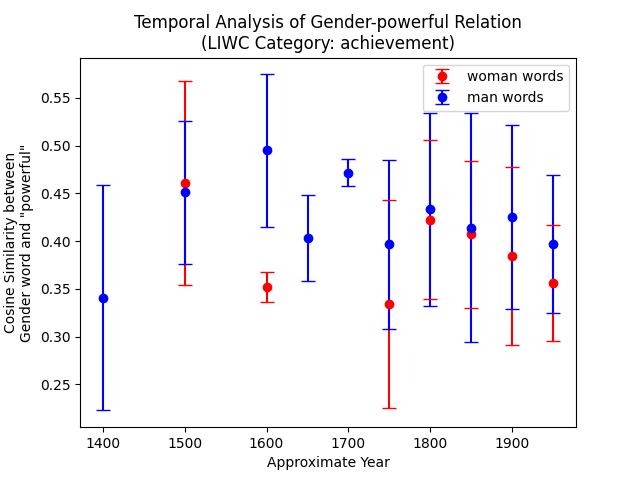 Temporal Analysis of Gender-powerful Relation
(LIWC Category: achievement)
woman words
man words
Cosine Similarity between
Gender word and "powerful"
0.55
0.50
0.45
0.40
0.35
0.30
0.25
1400
1500
1600
1700
1800
1900
Approximate Year